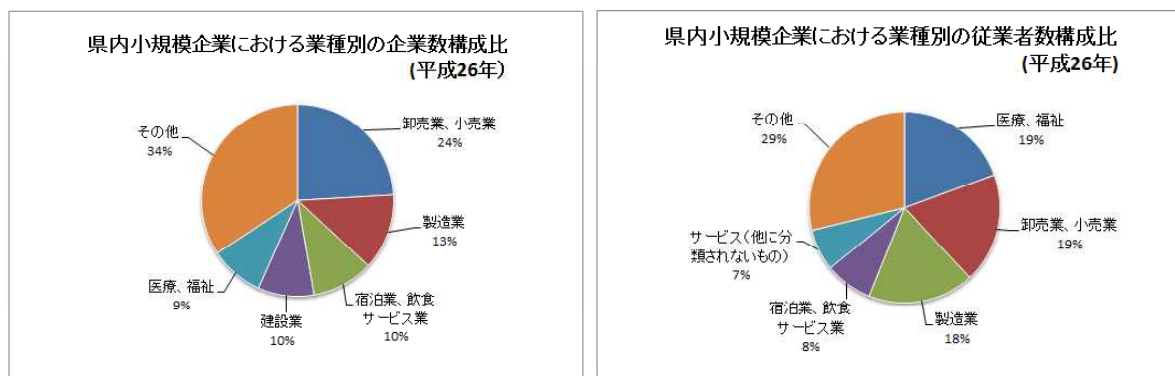 県内小規模企業における業種別の企業数構成比
(平成26年)
卸売業、小売業
24%
製造業
13%
宿泊業、飲食
サービス業
10%
建設業
10%
医療、福祉
9%
その他
34%
県内小規模企業における業種別の従業者数構成比
(平成26年)
医療、福祉
19%
卸売業、小売業
19%
製造業
18%
宿泊業、飲食
サービス業
8%
サービス(他に分
類されないもの)
7%
その他
29%